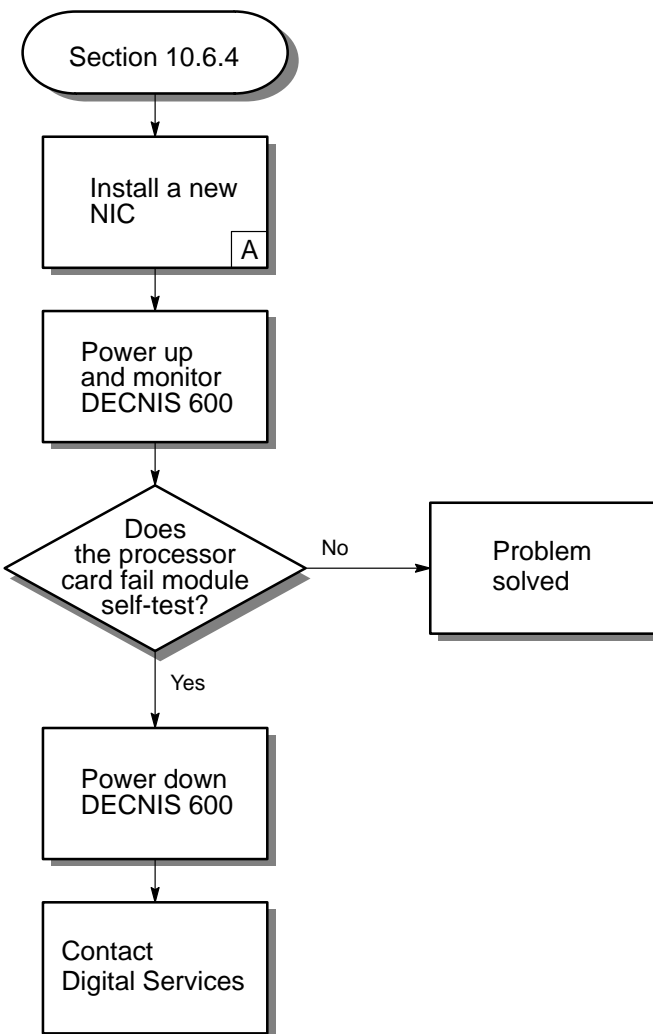 Section 10.6.4
Install a new
NIC
A
Power up
and monitor
DECNIS 600
Does
the processor
card fail module
self-test?
No
Problem
solved
Yes
Power down
DECNIS 600
Contact
Digital Services